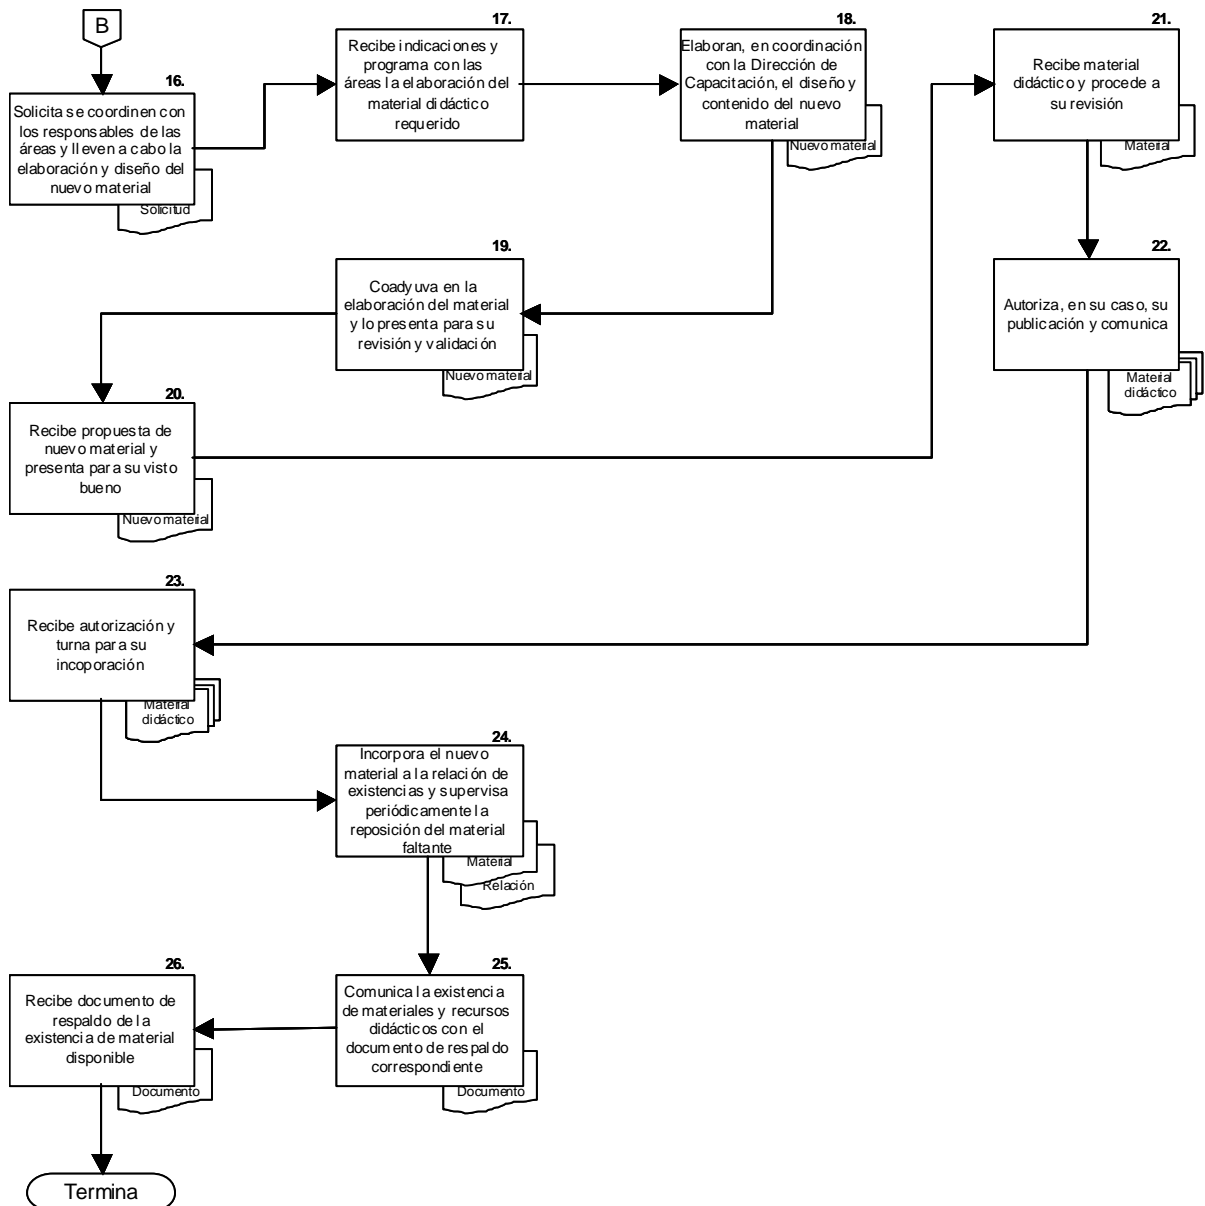 B
16.
Solicita se coordinen con
los responsables de las
áreas y lleven a cabo la
elaboración y diseño del
nuevo material
Solicitud
17.
Recibe indicaciones y
programa con las
áreas la elaboración del
material didáctico
requerido
18.
Elaboran, en coordinación
con la Dirección de
Capacitación, el diseño y
contenido del nuevo
material
Nuevo material
19.
Coadyuva en la
elaboración del material
y lo presenta para su
revisión y validación
Nuevo material
20.
Recibe propuesta de
nuevo material y
presenta para su visto
bueno
Nuevo material
21.
Recibe material
didáctico y procede a
su revisión
Material
22.
Autoriza, en su caso, su
publicación y comunica
Material
didáctico
23.
Recibe autorización y
turna para su
incoporación
Material
didáctico
24.
Incorpora el nuevo
material a la relación de
existencias y supervisa
periódicamente la
reposición del material
faltante
Material
Relación
25.
Comunica la existencia
de materiales y recursos
didácticos con el
documento de respaldo
correspondiente
Documento
26.
Recibe documento de
respaldo de la
existencia de material
disponible
Documento
Termina